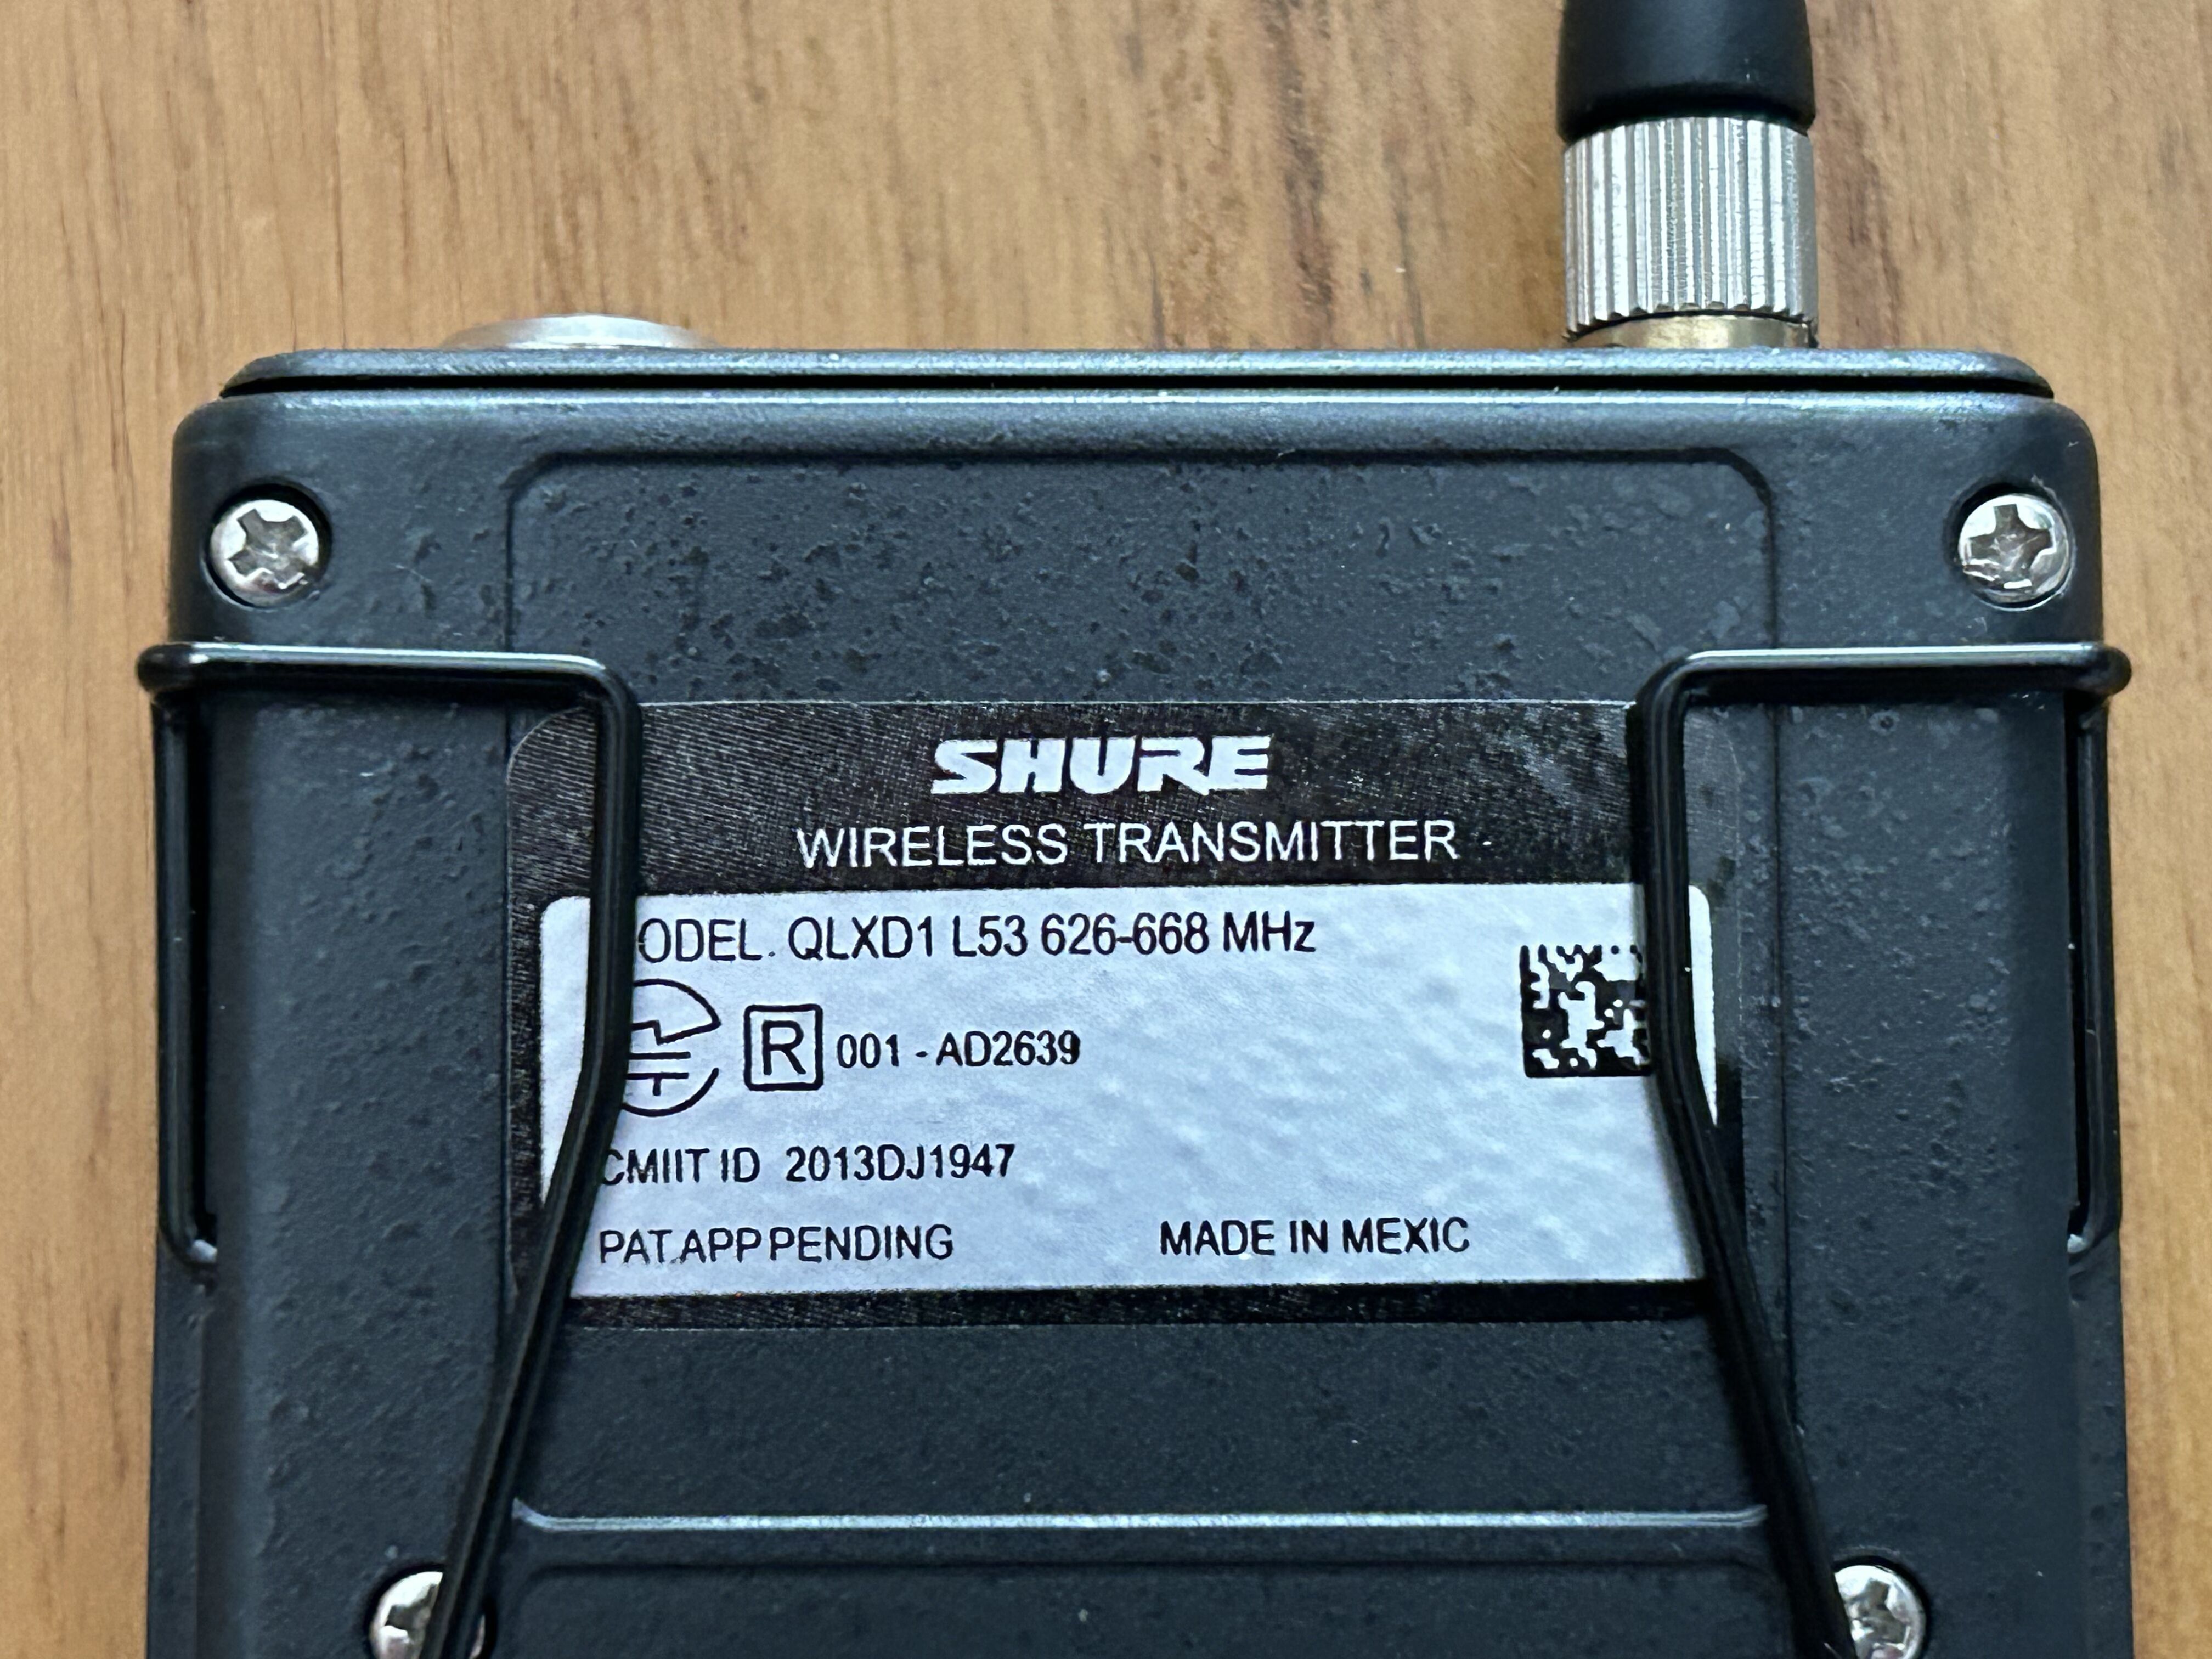 SHURE
WIRELESS TRANSMITTER
ODEL. QLXD1 L53 626-668 MHz
R 001 - AD2639
CMIIT ID 2013DJ1947
PAT.APP PENDING MADE IN MEXIC